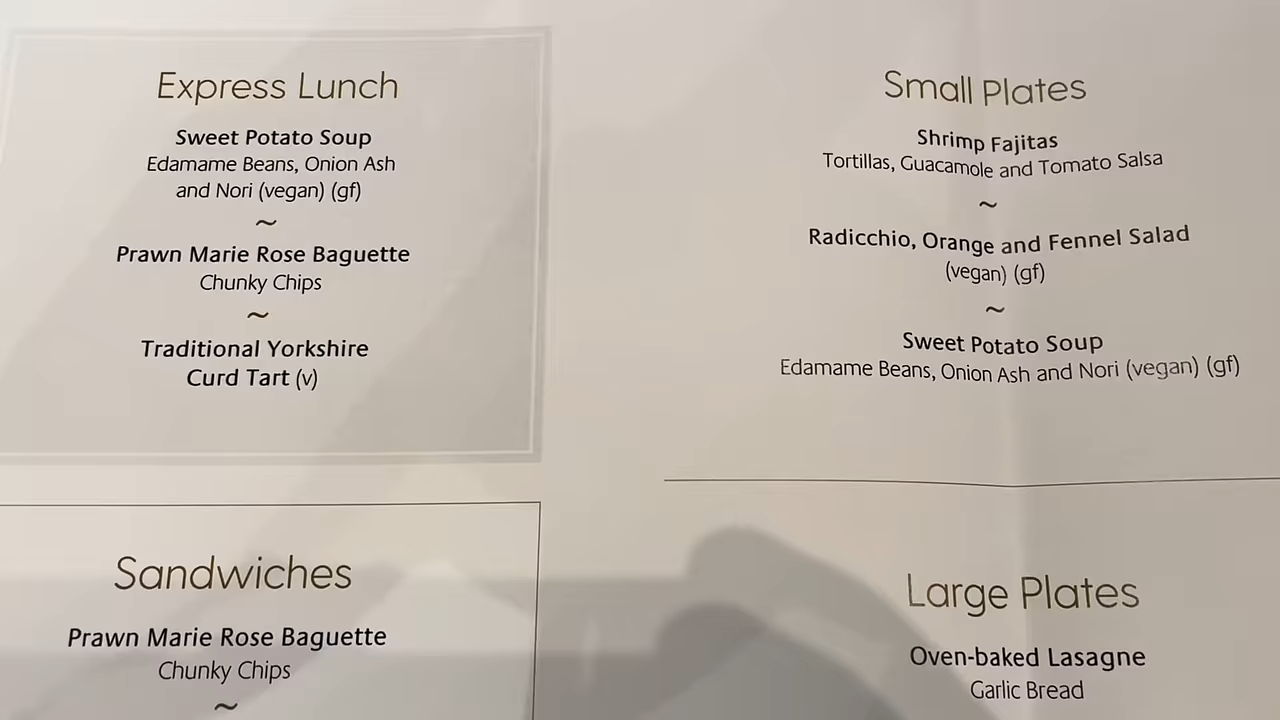 Express Lunch
Sweet Potato Soup
Edamame Beans, Onion Ash
and Nori (vegan) (gf)
~
Prawn Marie Rose Baguette
Chunky Chips
~
Traditional Yorkshire
Curd Tart (v)
Sandwiches
Prawn Marie Rose Baguette
Chunky Chips
~
Small Plates
Shrimp Fajitas
Tortillas, Guacamole and Tomato Salsa
~
Radicchio, Orange and Fennel Salad
(vegan) (gf)
~
Sweet Potato Soup
Edamame Beans, Onion Ash and Nori (vegan) (gf)
Large Plates
Oven-baked Lasagne
Garlic Bread